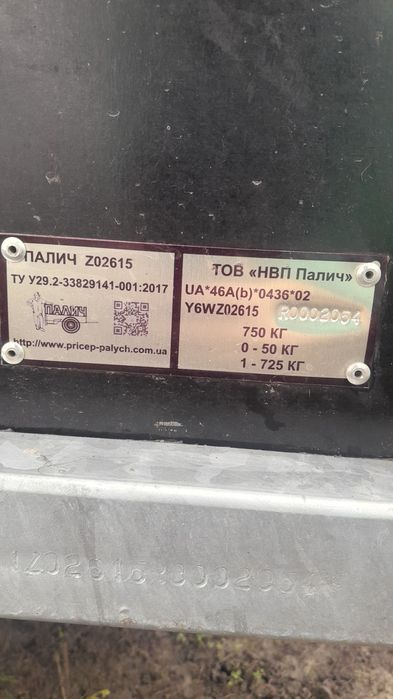 ПАЛИЧ Z02615
ТУ У29.2-33829141-001:2017
ПАЛИЧ
http://www.pricep-palych.com.ua
ТОВ «НВП Палич»
UA*46A(b)*0436*02
Y6WZ02615 R0002054
750 КГ
0 - 50 КГ
1 - 725 КГ